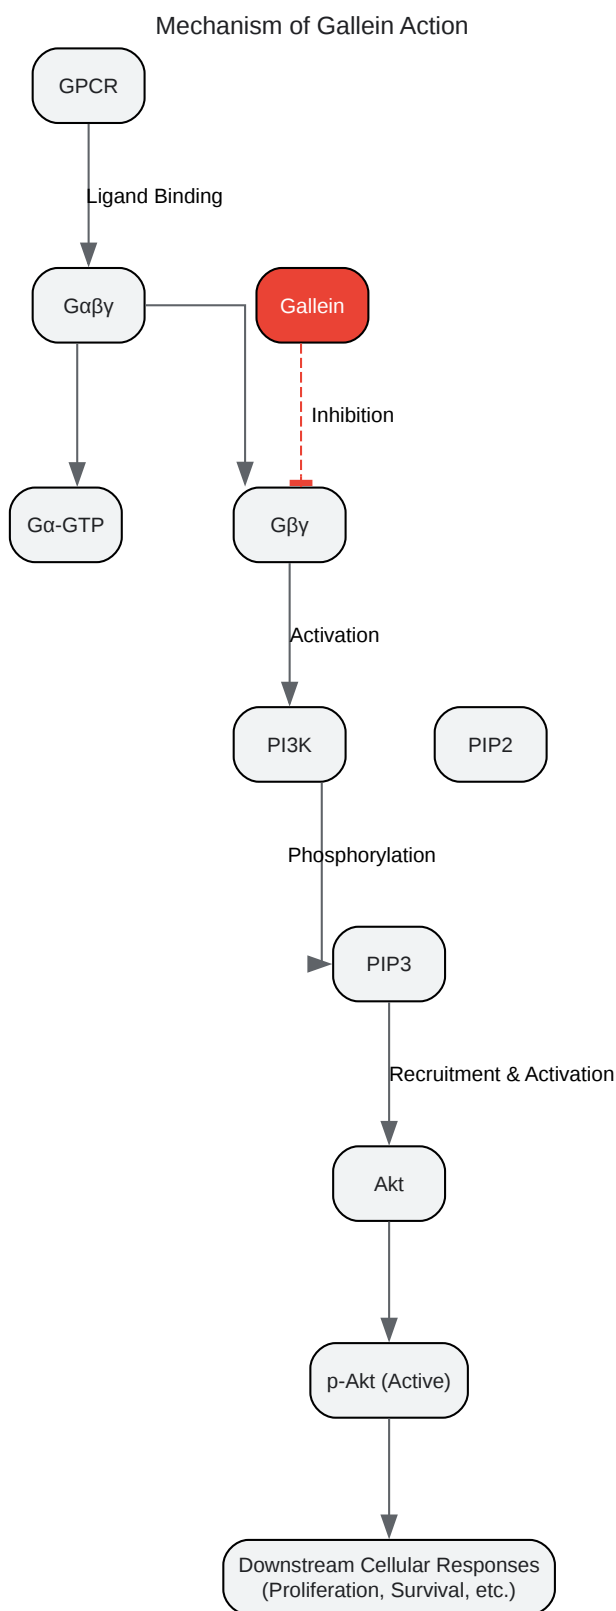 Mechanism of Gallein Action
GPCR
Ligand Binding
Gαβγ
Gallein
Inhibition
Gα-GTP
Gβγ
Activation
PI3K
PIP2
Phosphorylation
PIP3
Recruitment & Activation
Akt
p-Akt (Active)
Downstream Cellular Responses
(Proliferation, Survival, etc.)